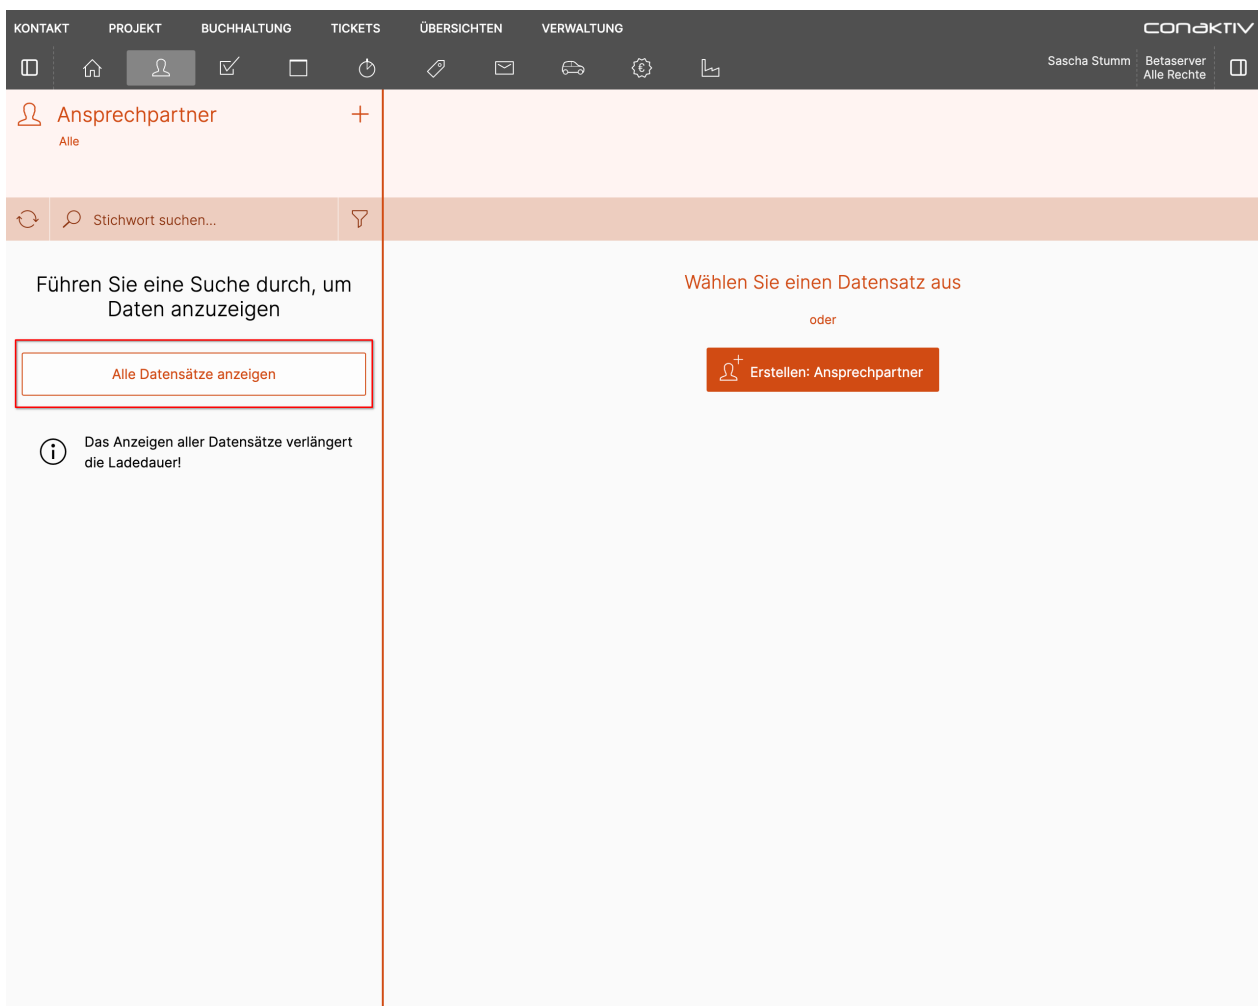 KONTAKT PROJEKT BUCHHALTUNG TICKETS ÜBERSICHTEN VERWALTUNG conaktiv
Sascha Stumm Betaserver
Alle Rechte
Ansprechpartner
Alle
Stichwort suchen...
Führen Sie eine Suche durch, um
Daten anzuzeigen
Alle Datensätze anzeigen
Das Anzeigen aller Datensätze verlängert
die Ladedauer!
Wählen Sie einen Datensatz aus
oder
Erstellen: Ansprechpartner